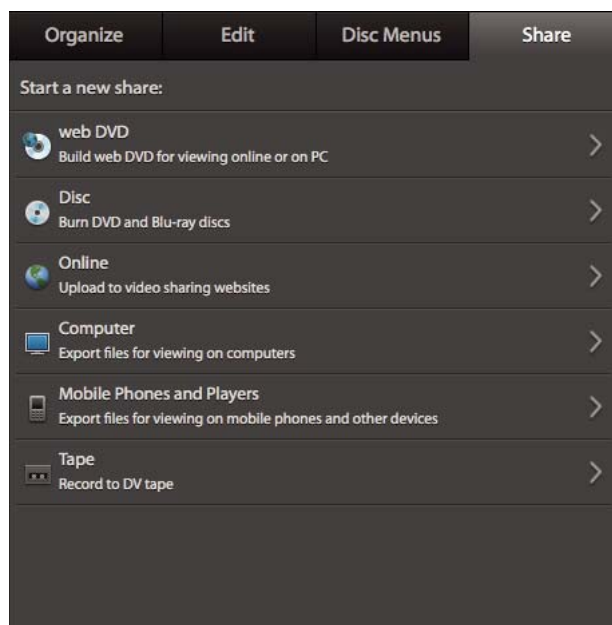 Organize Edit Disc Menus Share
Start a new share:
web DVD
Build web DVD for viewing online or on PC
Disc
Burn DVD and Blu-ray discs
Online
Upload to video sharing websites
Computer
Export files for viewing on computers
Mobile Phones and Players
Export files for viewing on mobile phones and other devices
Tape
Record to DV tape